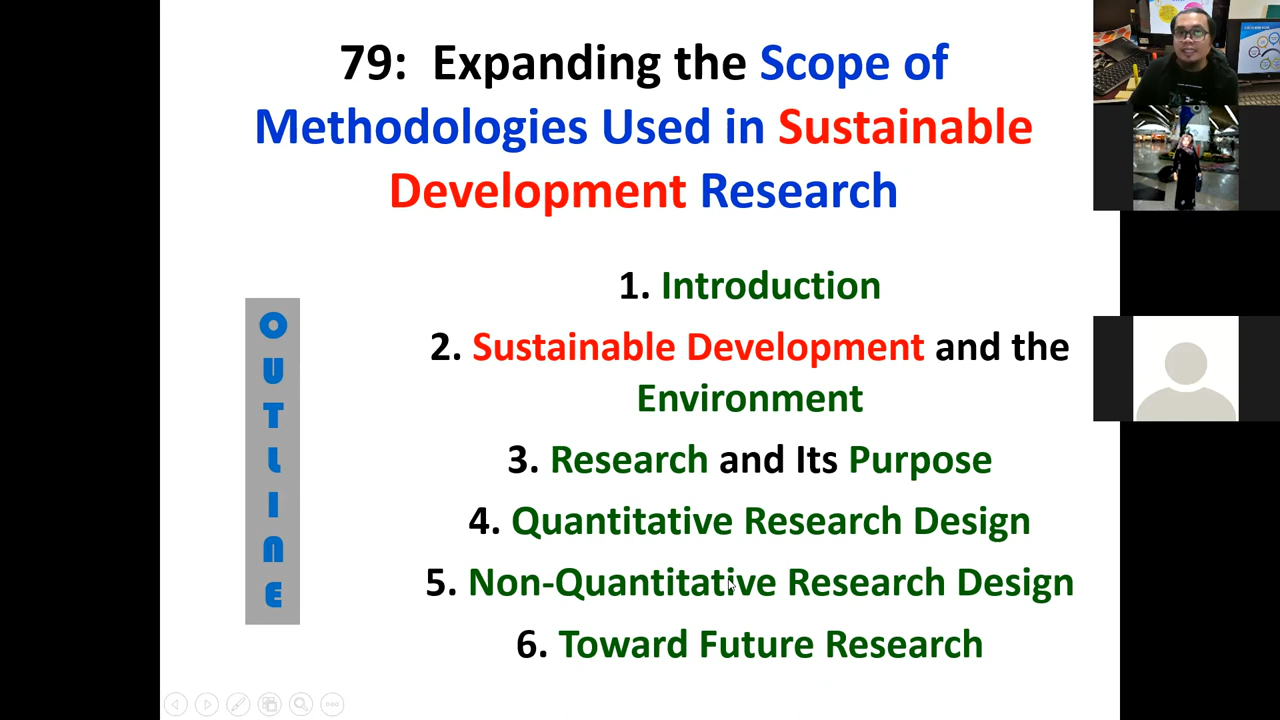 79: Expanding the Scope of
Methodologies Used in Sustainable
Development Research
OUTLINE
1. Introduction
2. Sustainable Development and the
Environment
3. Research and Its Purpose
4. Quantitative Research Design
5. Non-Quantitative Research Design
6. Toward Future Research